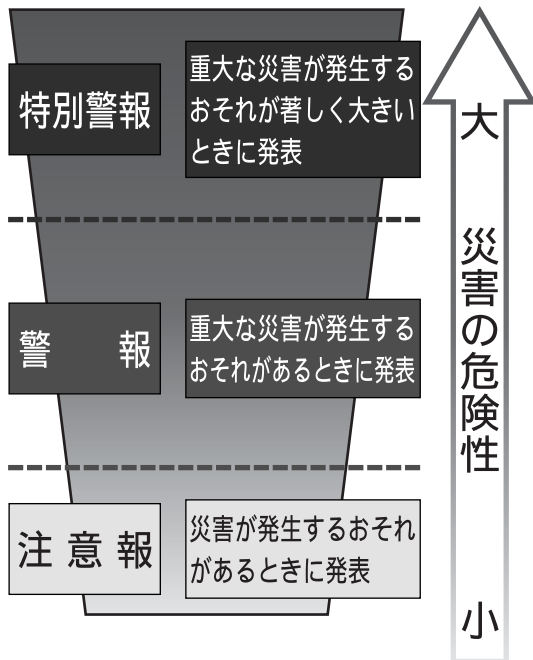 特別警報
重大な災害が発生する
おそれが著しく大きい
ときに発表
警　　報
重大な災害が発生する
おそれがあるときに発表
注意報
災害が発生するおそれ
があるときに発表
大　災害の危険性　小